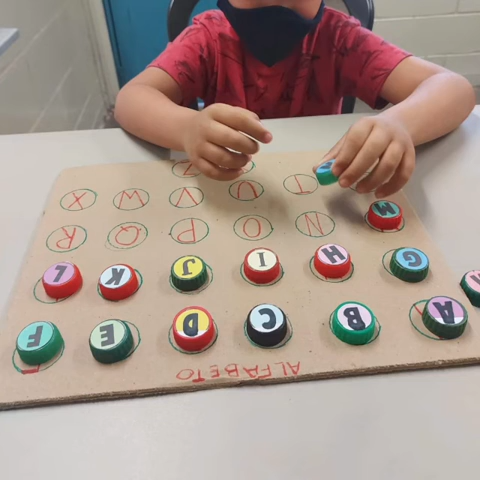 ALFABETO
A B C D E F
G H I J K L
M N O P Q R
T U V W X
Z